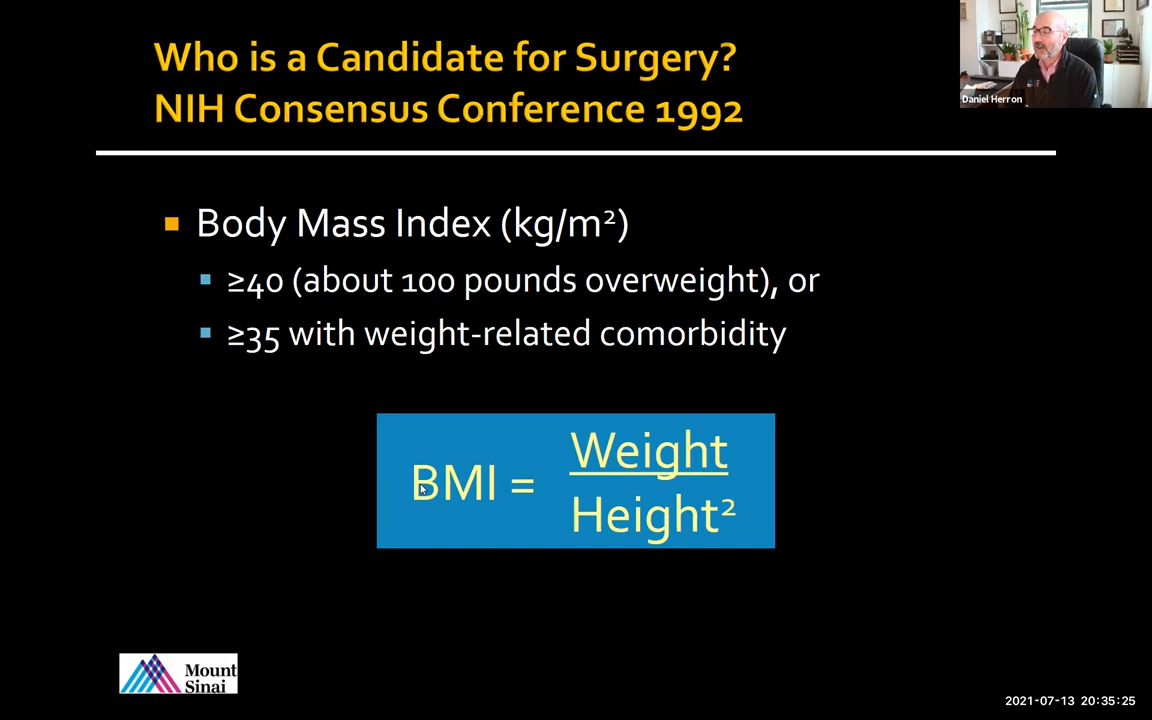 Who is a Candidate for Surgery?
NIH Consensus Conference 1992
Daniel Herron
Body Mass Index (kg/m²)
≥40 (about 100 pounds overweight), or
≥35 with weight-related comorbidity
BMI =
Weight
Height²
Mount
Sinai
2021-07-13 20:35:25